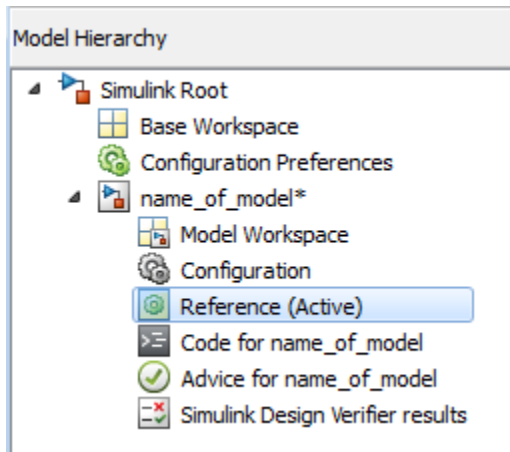 Model Hierarchy
Simulink Root
Base Workspace
Configuration Preferences
name_of_model*
Model Workspace
Configuration
Reference (Active)
Code for name_of_model
Advice for name_of_model
Simulink Design Verifier results